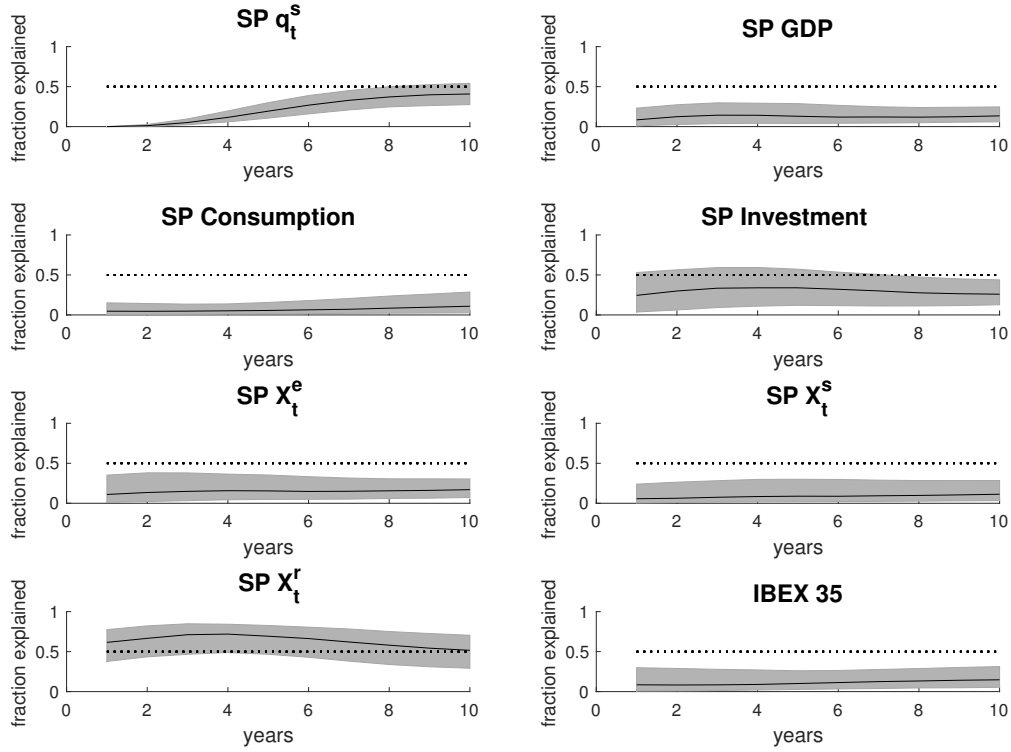 SP q_t^s
fraction explained
1
0.5
0
0 2 4 6 8 10
years
SP GDP
fraction explained
1
0.5
0
0 2 4 6 8 10
years
SP Consumption
fraction explained
1
0.5
0
0 2 4 6 8 10
years
SP Investment
fraction explained
1
0.5
0
0 2 4 6 8 10
years
SP X_t^e
fraction explained
1
0.5
0
0 2 4 6 8 10
years
SP X_t^s
fraction explained
1
0.5
0
0 2 4 6 8 10
years
SP X_t^r
fraction explained
1
0.5
0
0 2 4 6 8 10
years
IBEX 35
fraction explained
1
0.5
0
0 2 4 6 8 10
years